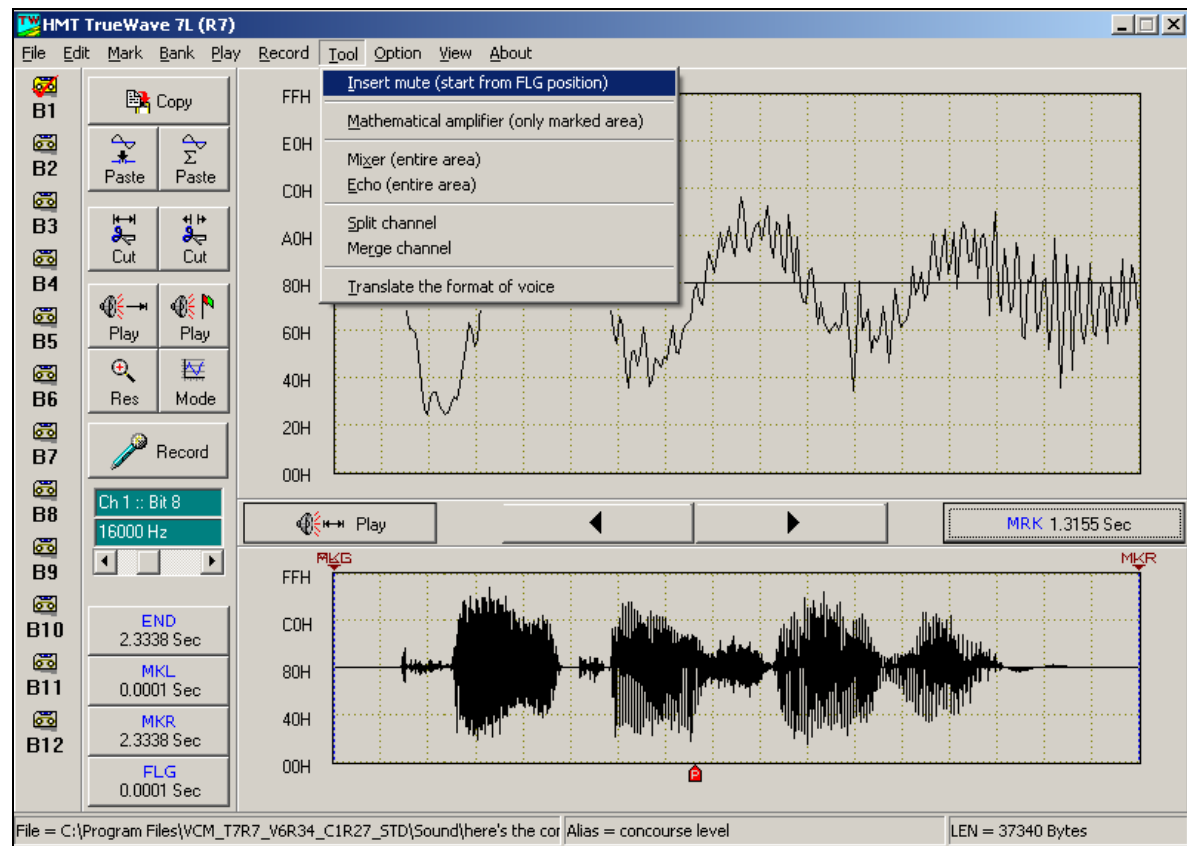 HMT TrueWave 7L (R7)
File Edit Mark Bank Play Record Tool Option View About
Insert mute (start from FLG position)
Mathematical amplifier (only marked area)
Mixer (entire area)
Echo (entire area)
Split channel
Merge channel
Translate the format of voice
B1
B2
B3
B4
B5
B6
B7
B8
B9
B10
B11
B12
Copy
Paste Paste
Cut Cut
Play Play
Res Mode
Record
Ch 1 :: Bit 8
16000 Hz
END
2.3338 Sec
MKL
0.0001 Sec
MKR
2.3338 Sec
FLG
0.0001 Sec
FFH
E0H
C0H
A0H
80H
60H
40H
20H
00H
Play
MRK 1.3155 Sec
MKR
FFH
C0H
80H
40H
00H
P
File = C:\Program Files\VCM_T7R7_V6R34_C1R27_STD\Sound\here's the cor
Alias = concourse level
LEN = 37340 Bytes